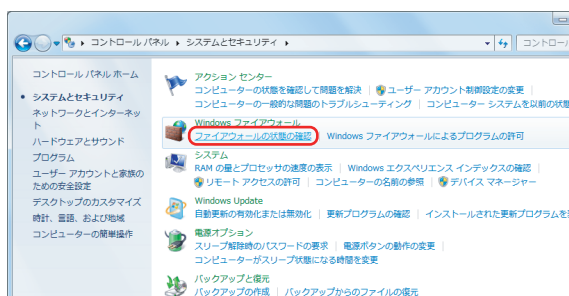 コントロール パネル ▸ システムとセキュリティ ▸
コントロー
コントロール パネル ホーム
システムとセキュリティ
ネットワークとインターネッ
ト
ハードウェアとサウンド
プログラム
ユーザー アカウントと家族の
ための安全設定
デスクトップのカスタマイズ
時計、言語、および地域
コンピューターの簡単操作
アクション センター
コンピューターの状態を確認して問題を解決 | ユーザー アカウント制御設定の変更 |
コンピューターの一般的な問題のトラブルシューティング | コンピューター システムを以前の状態
Windows ファイアウォール
ファイアウォールの状態の確認 | Windows ファイアウォールによるプログラムの許可
システム
RAM の量とプロセッサの速度の表示 | Windows エクスペリエンス インデックスの確認 |
リモート アクセスの許可 | コンピューターの名前の参照 | デバイス マネージャー
Windows Update
自動更新の有効化または無効化 | 更新プログラムの確認 | インストールされた更新プログラムを
電源オプション
スリープ解除時のパスワードの要求 | 電源ボタンの動作の変更 |
コンピューターがスリープ状態になる時間を変更
バックアップと復元
バックアップの作成 | バックアップからのファイルの復元